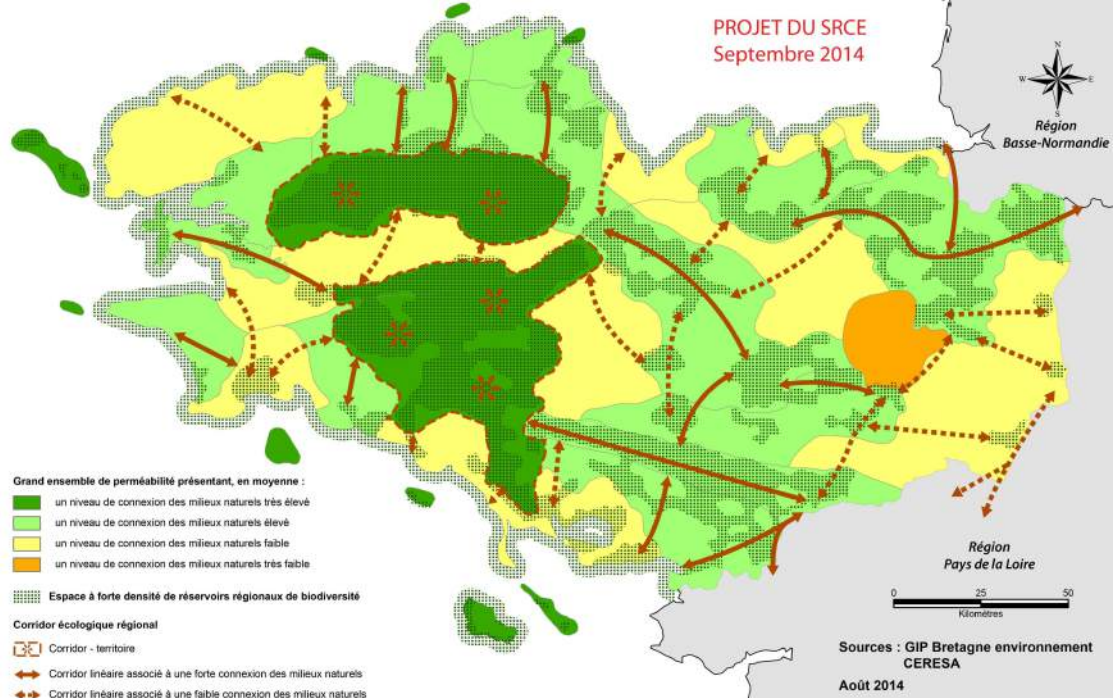 PROJET DU SRCE
Septembre 2014
N
W
E
S
Région
Basse-Normandie
Grand ensemble de perméabilité présentant, en moyenne :
un niveau de connexion des milieux naturels très élevé
un niveau de connexion des milieux naturels élevé
un niveau de connexion des milieux naturels faible
un niveau de connexion des milieux naturels très faible
Espace à forte densité de réservoirs régionaux de biodiversité
Corridor écologique régional
Corridor - territoire
Corridor linéaire associé à une forte connexion des milieux naturels
Corridor linéaire associé à une faible connexion des milieux naturels
Région
Pays de la Loire
0 25 50
Kilomètres
Sources : GIP Bretagne environnement
CERESA
Août 2014